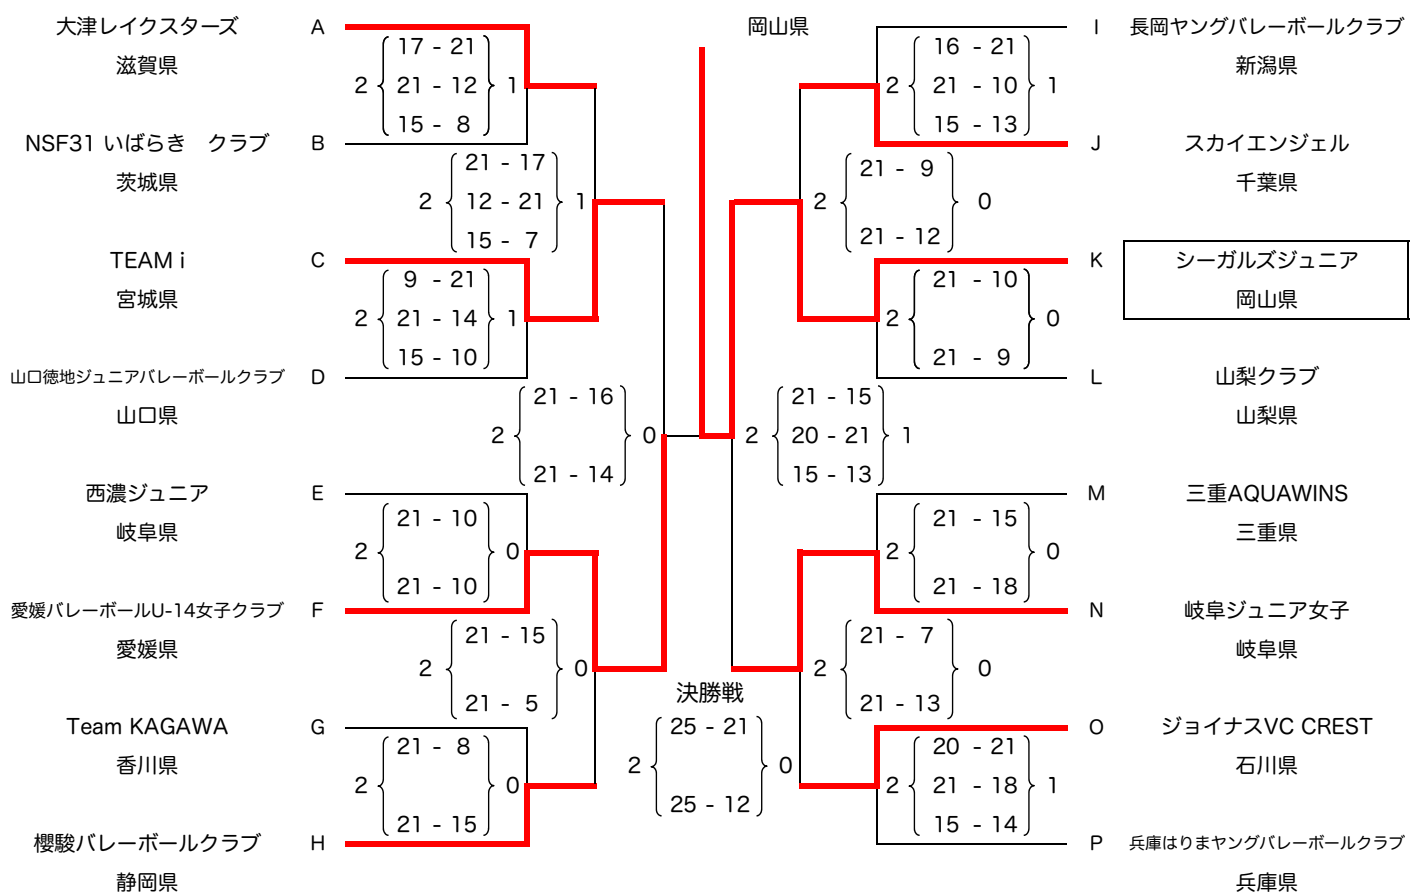 大津レイクスターズ A
滋賀県
17 - 21
2 21 - 12 1
15 - 8
NSF31 いばらき　クラブ B
茨城県
21 - 17
2 12 - 21 1
15 - 7
TEAM i C
宮城県
9 - 21
2 21 - 14 1
15 - 10
山口徳地ジュニアバレーボールクラブ D
山口県
21 - 16
2 0
21 - 14
西濃ジュニア E
岐阜県
21 - 10
2 0
21 - 10
愛媛バレーボールU-14女子クラブ F
愛媛県
21 - 15
2 0
21 - 5
Team KAGAWA G
香川県
21 - 8
2 0
21 - 15
櫻駿バレーボールクラブ H
静岡県
岡山県
決勝戦
25 - 21
2 0
25 - 12
I 長岡ヤングバレーボールクラブ
新潟県
16 - 21
2 21 - 10 1
15 - 13
J スカイエンジェル
千葉県
21 - 9
2 0
21 - 12
K シーガルズジュニア
岡山県
21 - 10
2 0
21 - 9
L 山梨クラブ
山梨県
21 - 15
2 20 - 21 1
15 - 13
M 三重AQUAWINS
三重県
21 - 15
2 0
21 - 18
N 岐阜ジュニア女子
岐阜県
21 - 7
2 0
21 - 13
O ジョイナスVC CREST
石川県
20 - 21
2 21 - 18 1
15 - 14
P 兵庫はりまヤングバレーボールクラブ
兵庫県